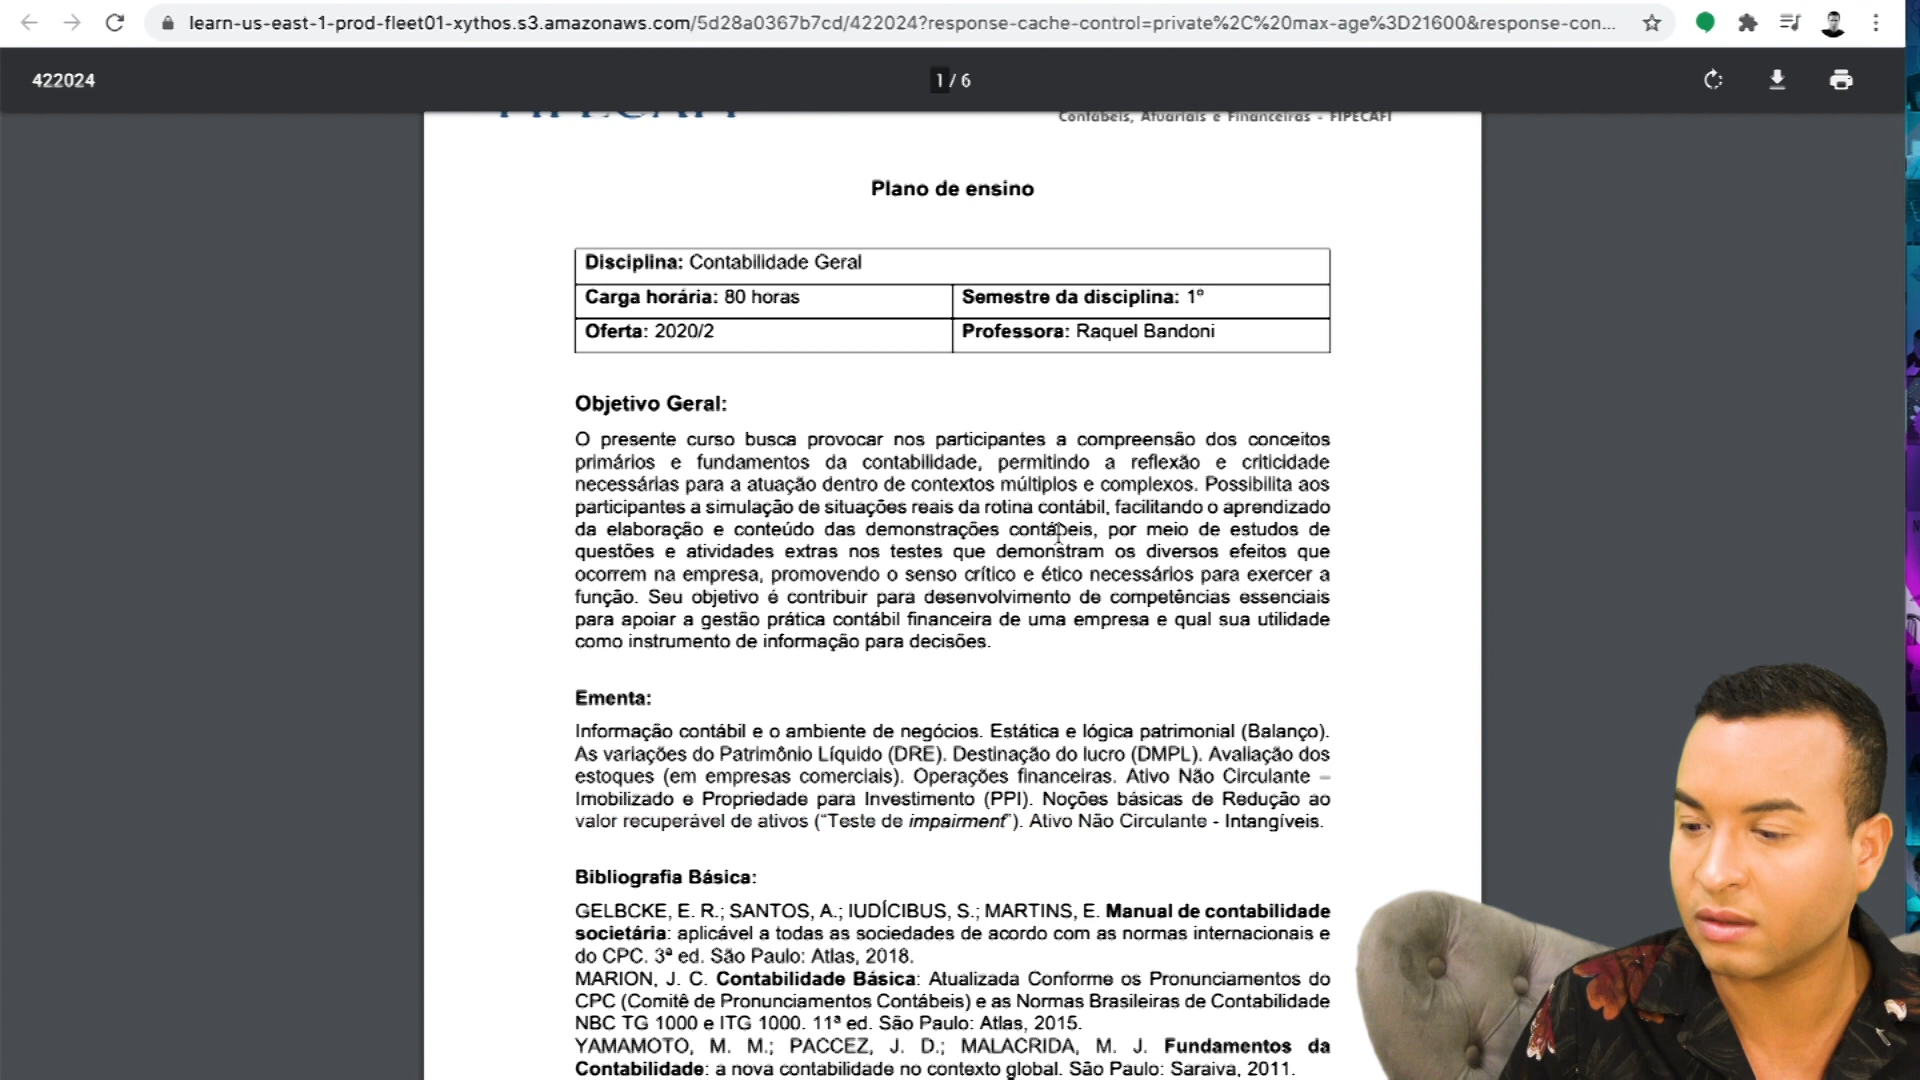 learn-us-east-1-prod-fleet01-xythos.s3.amazonaws.com/5d28a0367b7cd/422024?response-cache-control=private%2C%20max-age%3D21600&response-con...
422024
1 / 6
FIPECAFI
Contábeis, Atuariais e Financeiras - FIPECAFI
Plano de ensino
Disciplina: Contabilidade Geral
Carga horária: 80 horas
Semestre da disciplina: 1º
Oferta: 2020/2
Professora: Raquel Bandoni
Objetivo Geral:
O presente curso busca provocar nos participantes a compreensão dos conceitos
primários e fundamentos da contabilidade, permitindo a reflexão e criticidade
necessárias para a atuação dentro de contextos múltiplos e complexos. Possibilita aos
participantes a simulação de situações reais da rotina contábil, facilitando o aprendizado
da elaboração e conteúdo das demonstrações contábeis, por meio de estudos de
questões e atividades extras nos testes que demonstram os diversos efeitos que
ocorrem na empresa, promovendo o senso crítico e ético necessários para exercer a
função. Seu objetivo é contribuir para desenvolvimento de competências essenciais
para apoiar a gestão prática contábil financeira de uma empresa e qual sua utilidade
como instrumento de informação para decisões.
Ementa:
Informação contábil e o ambiente de negócios. Estática e lógica patrimonial (Balanço).
As variações do Patrimônio Líquido (DRE). Destinação do lucro (DMPL). Avaliação dos
estoques (em empresas comerciais). Operações financeiras. Ativo Não Circulante –
Imobilizado e Propriedade para Investimento (PPI). Noções básicas de Redução ao
valor recuperável de ativos (“Teste de impairment”). Ativo Não Circulante - Intangíveis.
Bibliografia Básica:
GELBCKE, E. R.; SANTOS, A.; IUDÍCIBUS, S.; MARTINS, E. Manual de contabilidade
societária: aplicável a todas as sociedades de acordo com as normas internacionais e
do CPC. 3ª ed. São Paulo: Atlas, 2018.
MARION, J. C. Contabilidade Básica: Atualizada Conforme os Pronunciamentos do
CPC (Comitê de Pronunciamentos Contábeis) e as Normas Brasileiras de Contabilidade
NBC TG 1000 e ITG 1000. 11ª ed. São Paulo: Atlas, 2015.
YAMAMOTO, M. M.; PACCEZ, J. D.; MALACRIDA, M. J. Fundamentos da
Contabilidade: a nova contabilidade no contexto global. São Paulo: Saraiva, 2011.